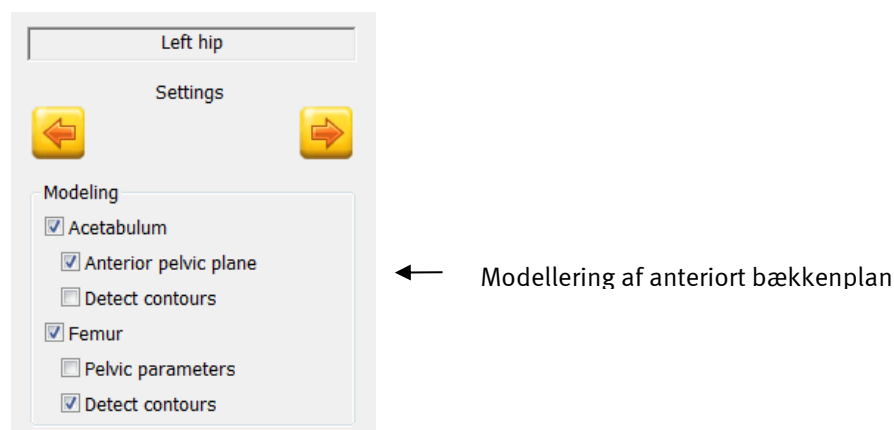 Left hip
Settings
Modeling
Acetabulum
Anterior pelvic plane
Modellering af anteriort bækkenplan
Detect contours
Femur
Pelvic parameters
Detect contours